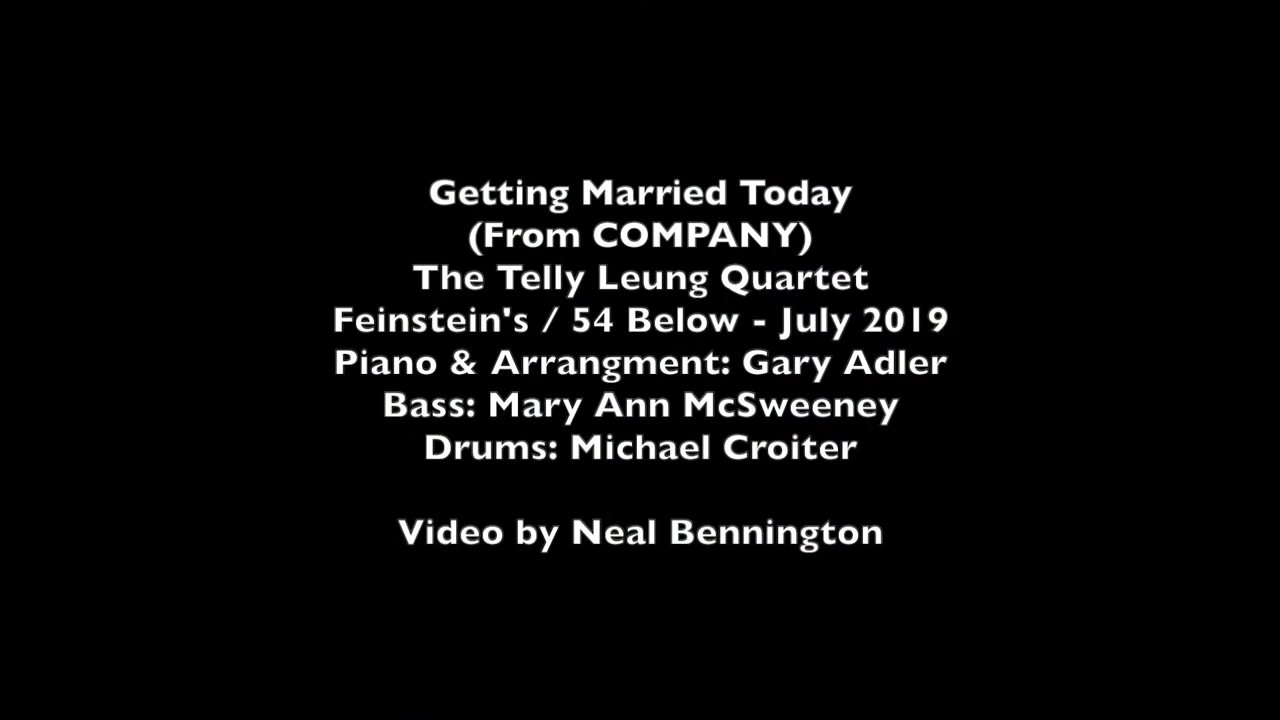 Getting Married Today
(From COMPANY)
The Telly Leung Quartet
Feinstein's / 54 Below - July 2019
Piano & Arrangment: Gary Adler
Bass: Mary Ann McSweeney
Drums: Michael Croiter
Video by Neal Bennington